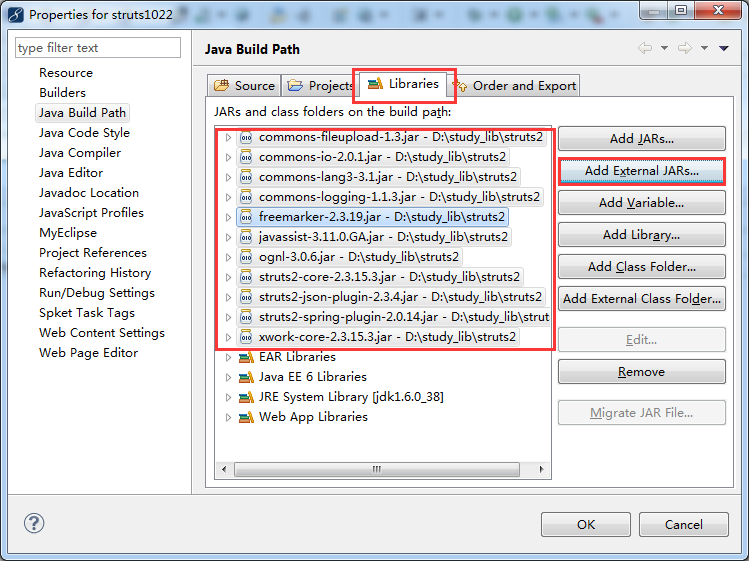 Properties for struts1022
type filter text
Resource
Builders
Java Build Path
Java Code Style
Java Compiler
Java Editor
Javadoc Location
JavaScript Profiles
MyEclipse
Project References
Refactoring History
Run/Debug Settings
Spket Task Tags
Web Content Settings
Web Page Editor
Java Build Path
Source
Projects
Libraries
Order and Export
JARs and class folders on the build path:
commons-fileupload-1.3.jar - D:\study_lib\struts2
commons-io-2.0.1.jar - D:\study_lib\struts2
commons-lang3-3.1.jar - D:\study_lib\struts2
commons-logging-1.1.3.jar - D:\study_lib\struts2
freemarker-2.3.19.jar - D:\study_lib\struts2
javassist-3.11.0.GA.jar - D:\study_lib\struts2
ognl-3.0.6.jar - D:\study_lib\struts2
struts2-core-2.3.15.3.jar - D:\study_lib\struts2
struts2-json-plugin-2.3.4.jar - D:\study_lib\struts2
struts2-spring-plugin-2.0.14.jar - D:\study_lib\strut
xwork-core-2.3.15.3.jar - D:\study_lib\struts2
EAR Libraries
Java EE 6 Libraries
JRE System Library [jdk1.6.0_38]
Web App Libraries
Add JARs...
Add External JARs...
Add Variable...
Add Library...
Add Class Folder...
Add External Class Folder...
Edit...
Remove
Migrate JAR File...
OK
Cancel